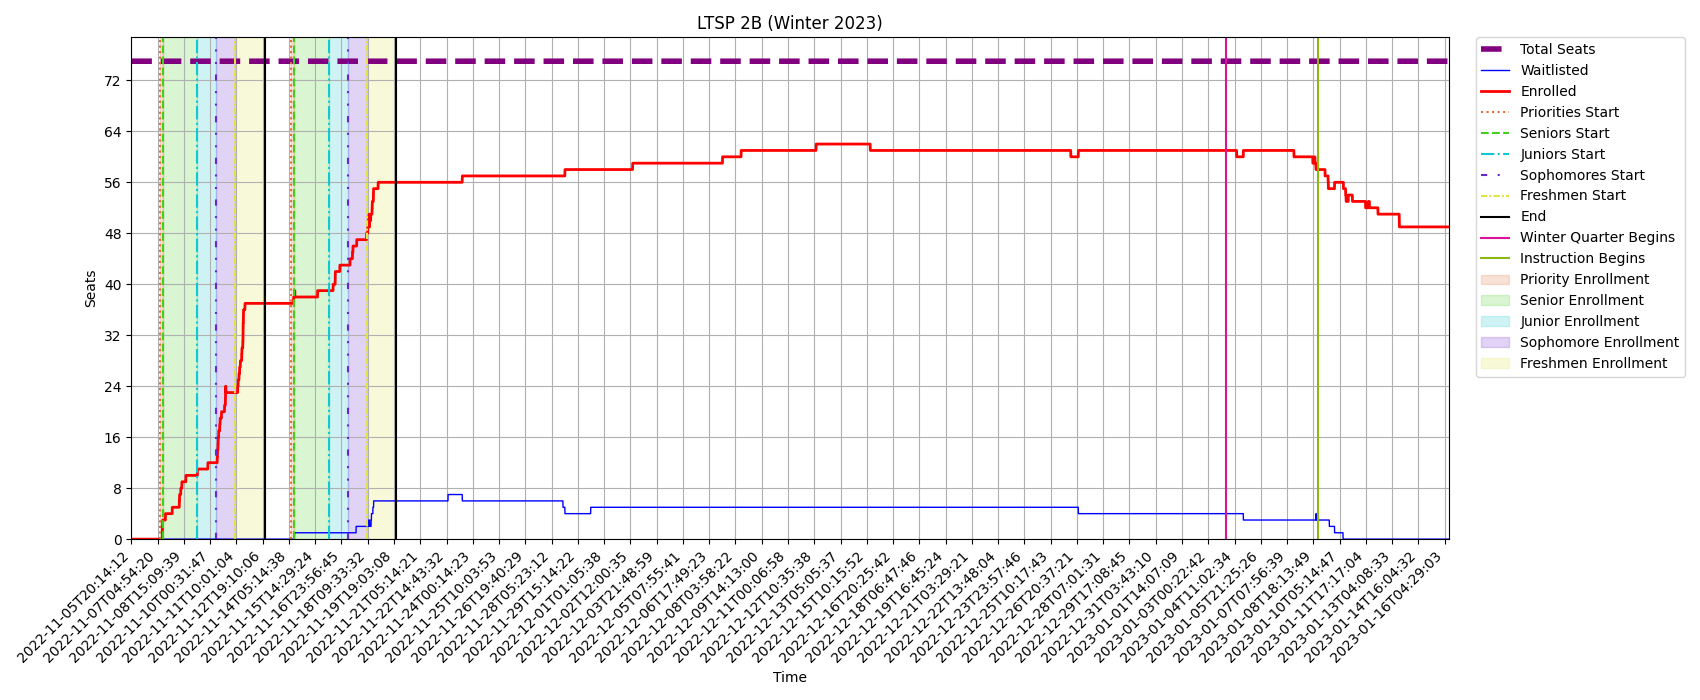 LTSP 2B (Winter 2023)
Seats
72
64
56
48
40
32
24
16
8
0
2022-11-05T20:14:12
2022-11-07T04:54:20
2022-11-08T15:09:39
2022-11-10T00:31:47
2022-11-11T10:01:04
2022-11-12T19:10:06
2022-11-14T05:14:38
2022-11-15T14:29:24
2022-11-16T23:56:45
2022-11-18T09:33:32
2022-11-19T19:03:08
2022-11-21T05:14:21
2022-11-22T14:43:32
2022-11-24T00:14:23
2022-11-25T10:03:53
2022-11-26T19:40:29
2022-11-28T05:23:12
2022-11-29T15:14:22
2022-12-01T01:05:38
2022-12-02T12:00:35
2022-12-03T21:48:59
2022-12-05T07:55:41
2022-12-06T17:49:23
2022-12-08T03:58:22
2022-12-09T14:13:00
2022-12-11T00:06:58
2022-12-12T10:35:38
2022-12-13T05:05:37
2022-12-15T10:15:52
2022-12-16T20:25:42
2022-12-18T06:47:46
2022-12-19T16:45:24
2022-12-21T03:29:21
2022-12-22T13:48:04
2022-12-23T23:57:46
2022-12-25T10:17:43
2022-12-26T20:37:21
2022-12-28T07:01:31
2022-12-29T17:08:45
2022-12-31T03:43:10
2023-01-01T14:07:09
2023-01-03T00:22:42
2023-01-04T11:02:34
2023-01-05T21:25:26
2023-01-07T07:56:39
2023-01-08T18:13:49
2023-01-10T05:14:47
2023-01-11T17:17:04
2023-01-13T04:08:33
2023-01-14T16:04:32
2023-01-16T04:29:03
Time
Total Seats
Waitlisted
Enrolled
Priorities Start
Seniors Start
Juniors Start
Sophomores Start
Freshmen Start
End
Winter Quarter Begins
Instruction Begins
Priority Enrollment
Senior Enrollment
Junior Enrollment
Sophomore Enrollment
Freshmen Enrollment